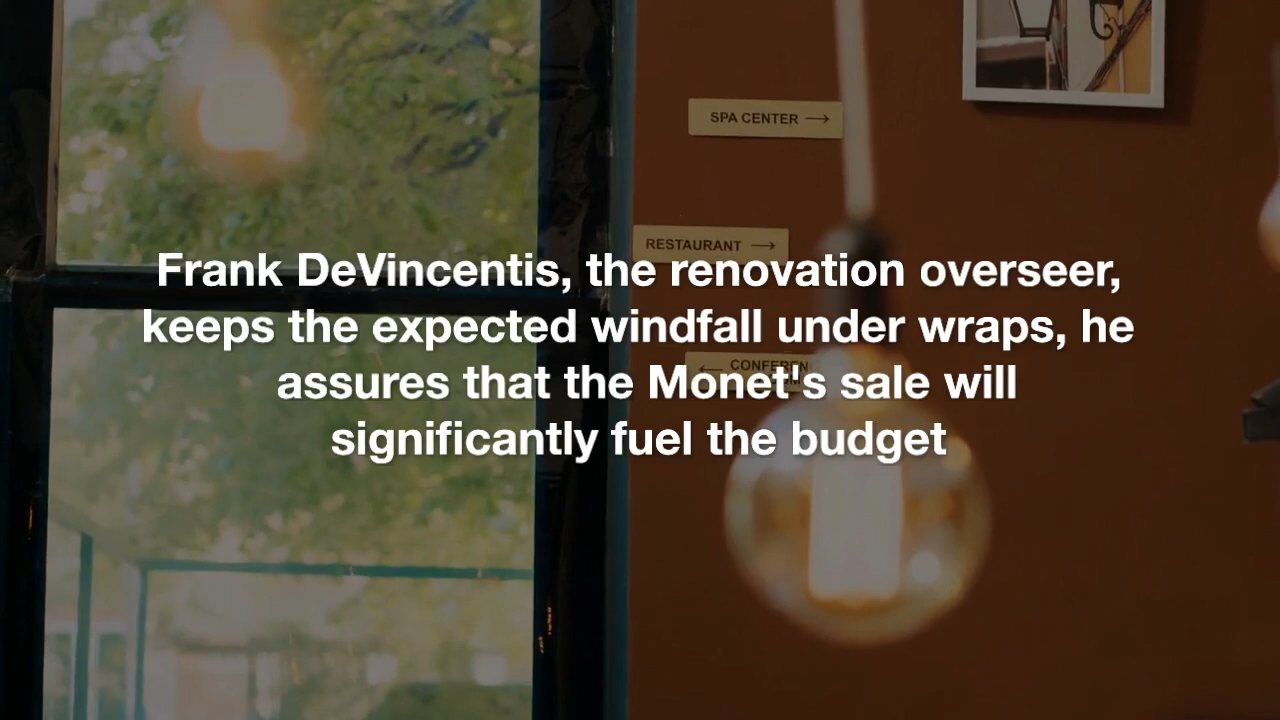 SPA CENTER →
RESTAURANT →
Frank DeVincentis, the renovation overseer,
keeps the expected windfall under wraps, he
← CONFEREN
assures that the Monet's sale will
significantly fuel the budget